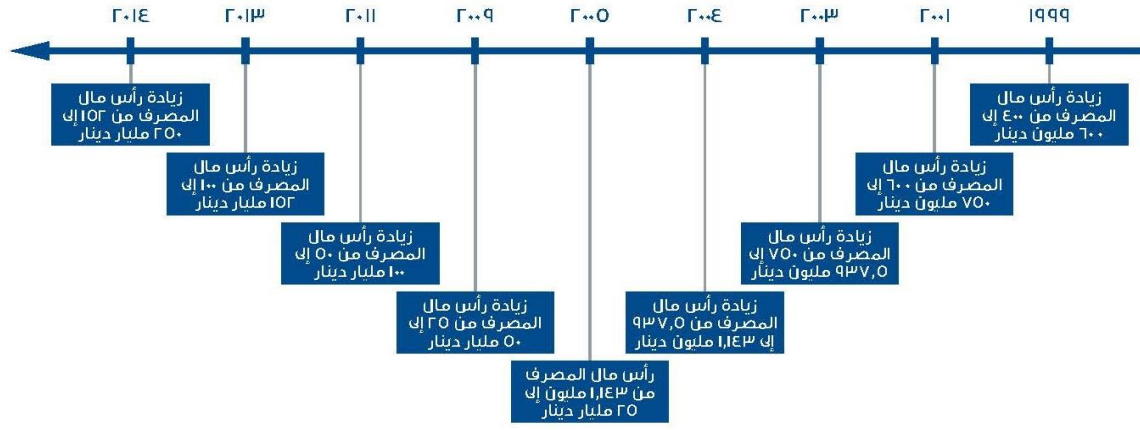 ١٩٩٩
٢٠٠١
٢٠٠٣
٢٠٠٤
٢٠٠٥
٢٠٠٩
٢٠١١
٢٠١٣
٢٠١٤
زيادة رأس مال
المصرف من ٤٠٠ إلى
٦٠٠ مليون دينار
زيادة رأس مال
المصرف من ٦٠٠ إلى
٧٥٠ مليون دينار
زيادة رأس مال
المصرف من ٧٥٠ إلى
٩٣٧,٥ مليون دينار
زيادة رأس مال
المصرف من ٩٣٧,٥
إلى ١,١٤٣ مليون دينار
رأس مال المصرف
من ١,١٤٣ مليون إلى
٢٥ مليار دينار
زيادة رأس مال
المصرف من ٢٥ إلى
٥٠ مليار دينار
زيادة رأس مال
المصرف من ٥٠ إلى
١٠٠ مليار دينار
زيادة رأس مال
المصرف من ١٠٠ إلى
١٥٢ مليار دينار
زيادة رأس مال
المصرف من ١٥٢ إلى
٢٥٠ مليار دينار